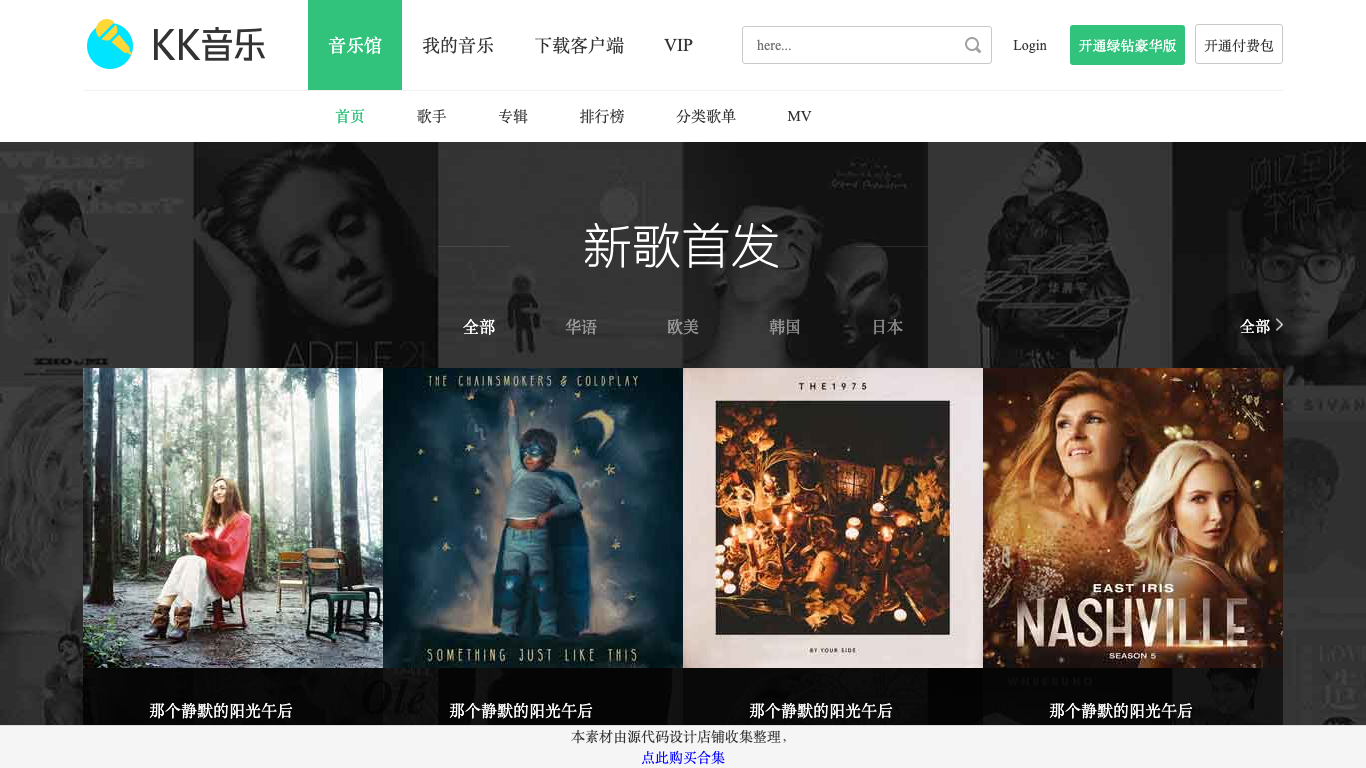 KK音乐
音乐馆 我的音乐 下载客户端 VIP here... Login 开通绿钻豪华版 开通付费包
首页 歌手 专辑 排行榜 分类歌单 MV
What's
Your
新歌首发
ADELE 21
全部 华语 欧美 韩国 日本 全部
THE CHAINSMOKERS & COLDPLAY
SOMETHING JUST LIKE THIS
THE 1975
BY YOUR SIDE
EAST IRIS
NASHVILLE
SEASON 5
那个静默的阳光午后 那个静默的阳光午后 那个静默的阳光午后 那个静默的阳光午后
本素材由源代码设计店铺收集整理，
点此购买合集